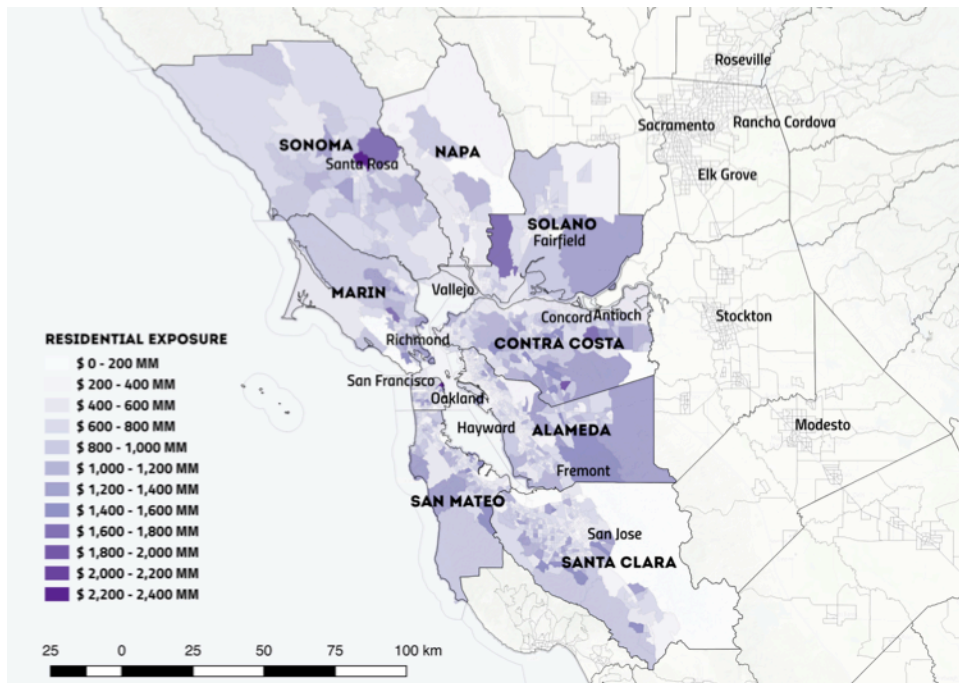 Roseville
Sacramento
Rancho Cordova
Elk Grove
SONOMA
Santa Rosa
NAPA
SOLANO
Fairfield
MARIN
Vallejo
Concord
Antioch
Stockton
Richmond
CONTRA COSTA
San Francisco
Oakland
Hayward
ALAMEDA
Modesto
Fremont
SAN MATEO
San Jose
SANTA CLARA
RESIDENTIAL EXPOSURE
$ 0 - 200 MM
$ 200 - 400 MM
$ 400 - 600 MM
$ 600 - 800 MM
$ 800 - 1,000 MM
$ 1,000 - 1,200 MM
$ 1,200 - 1,400 MM
$ 1,400 - 1,600 MM
$ 1,600 - 1,800 MM
$ 1,800 - 2,000 MM
$ 2,000 - 2,200 MM
$ 2,200 - 2,400 MM
25 0 25 50 75 100 km